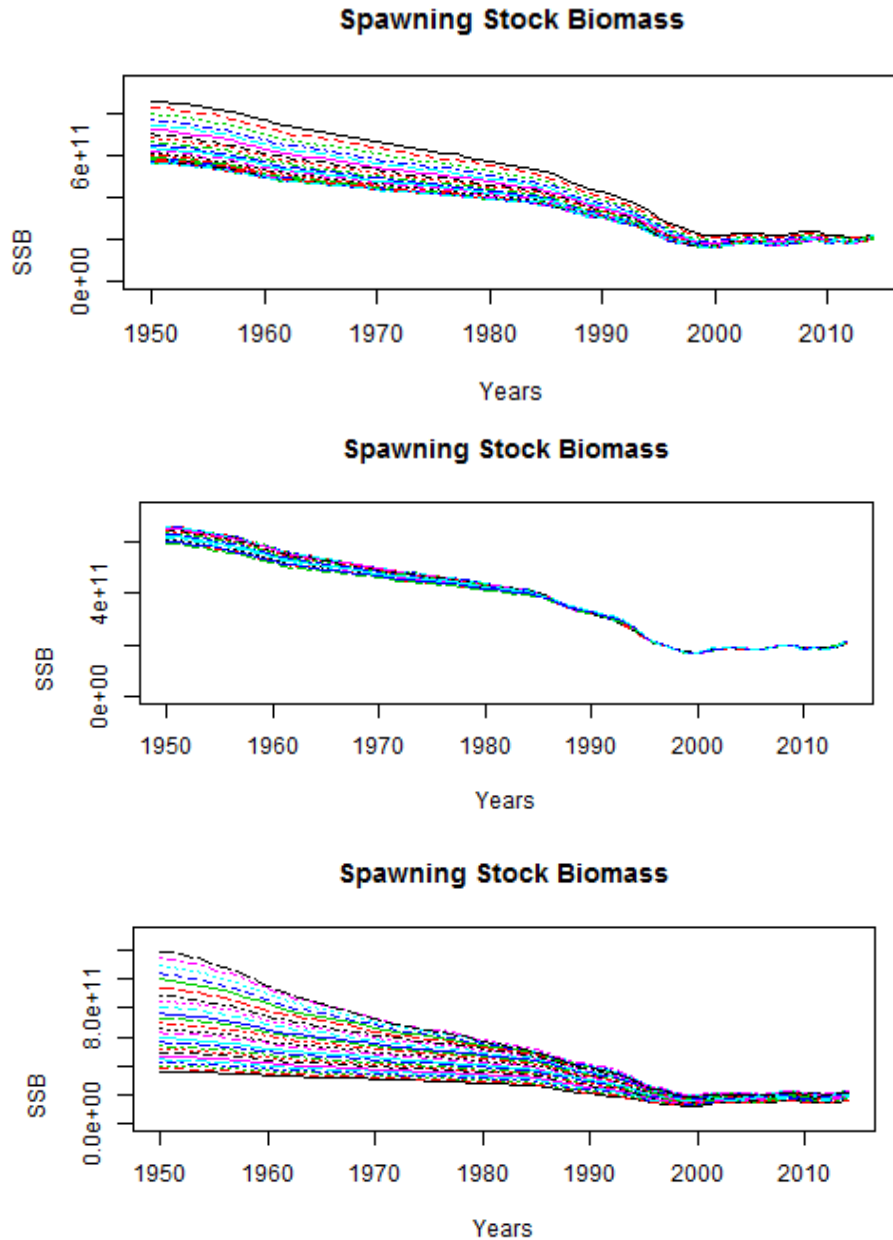 Spawning Stock Biomass
SSB
6e+11
0e+00
1950 1960 1970 1980 1990 2000 2010
Years
Spawning Stock Biomass
SSB
4e+11
0e+00
1950 1960 1970 1980 1990 2000 2010
Years
Spawning Stock Biomass
SSB
8.0e+11
0.0e+00
1950 1960 1970 1980 1990 2000 2010
Years